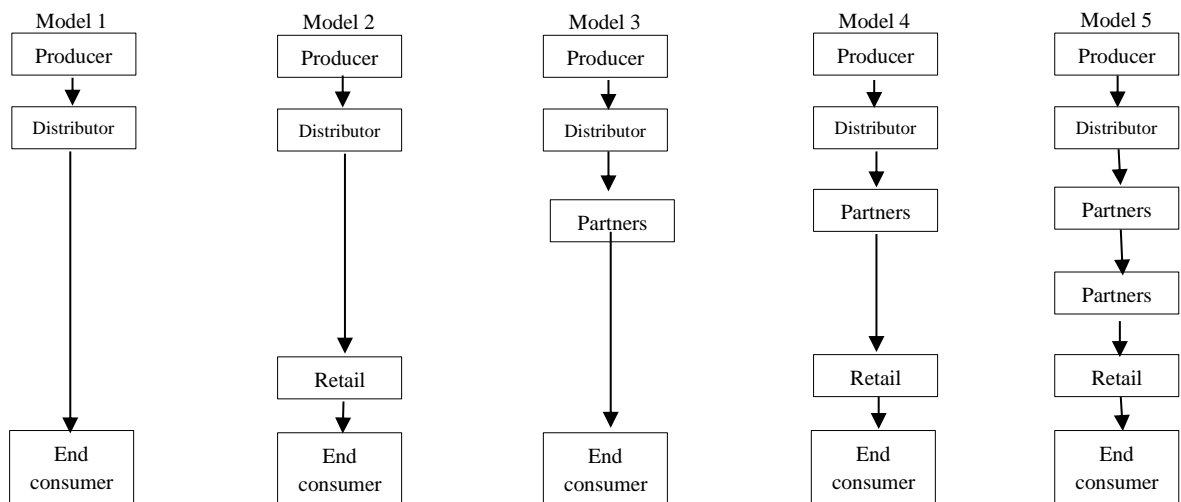 Model 1
Producer
Distributor
End
consumer
Model 2
Producer
Distributor
Retail
End
consumer
Model 3
Producer
Distributor
Partners
End
consumer
Model 4
Producer
Distributor
Partners
Retail
End
consumer
Model 5
Producer
Distributor
Partners
Partners
Retail
End
consumer